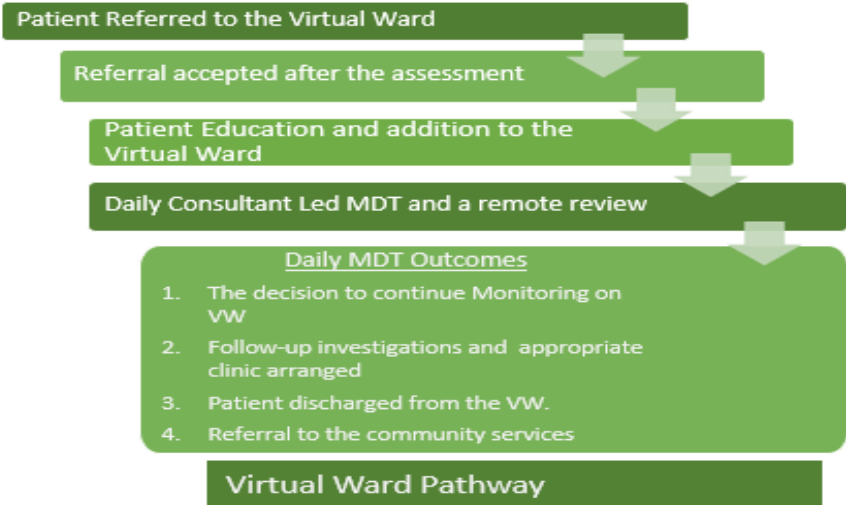 Patient Referred to the Virtual Ward
Referral accepted after the assessment
Patient Education and addition to the
Virtual Ward
Daily Consultant Led MDT and a remote review
Daily MDT Outcomes
1. The decision to continue Monitoring on
VW
2. Follow-up investigations and appropriate
clinic arranged
3. Patient discharged from the VW.
4. Referral to the community services
Virtual Ward Pathway